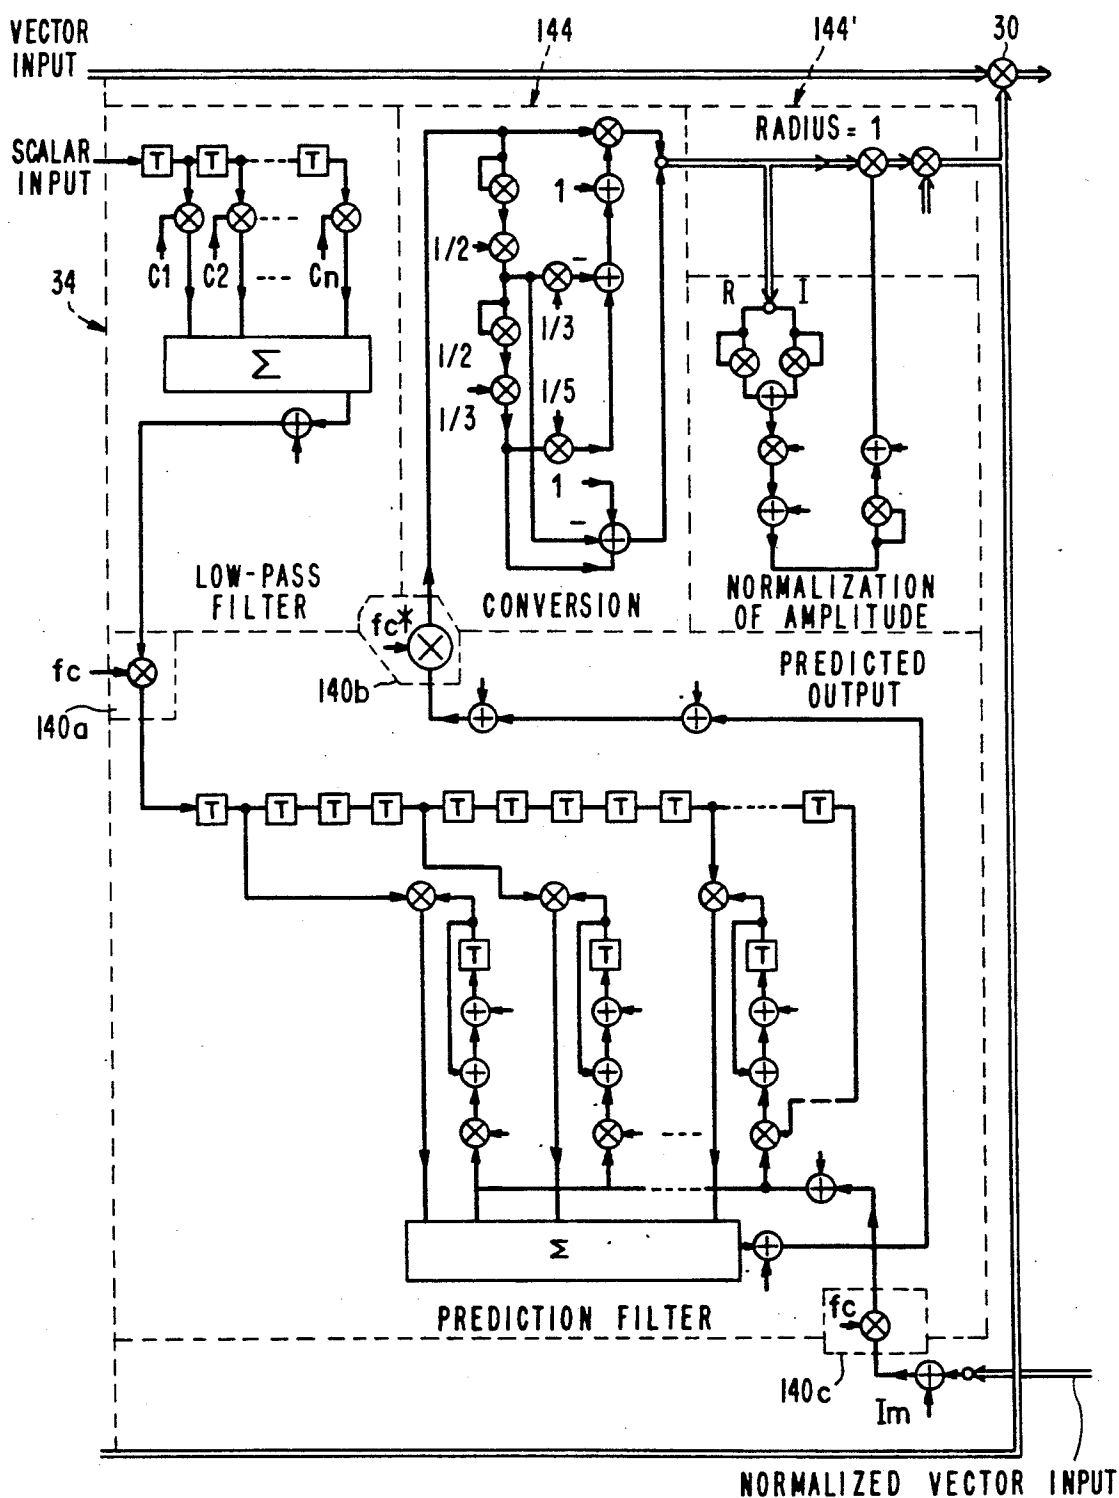 VECTOR
INPUT
144
144'
30
RADIUS = 1
SCALAR
INPUT
T T --- T
C1 C2 --- Cn
34
Σ
1
1/2
1/3
1/2
1/3
1/5
1
R I
LOW-PASS
FILTER
CONVERSION
NORMALIZATION
OF AMPLITUDE
fc*
fc
140b
140a
PREDICTED
OUTPUT
T T T T T T T T T T
T T T
Σ
PREDICTION FILTER
fc
140c
Im
NORMALIZED VECTOR INPUT